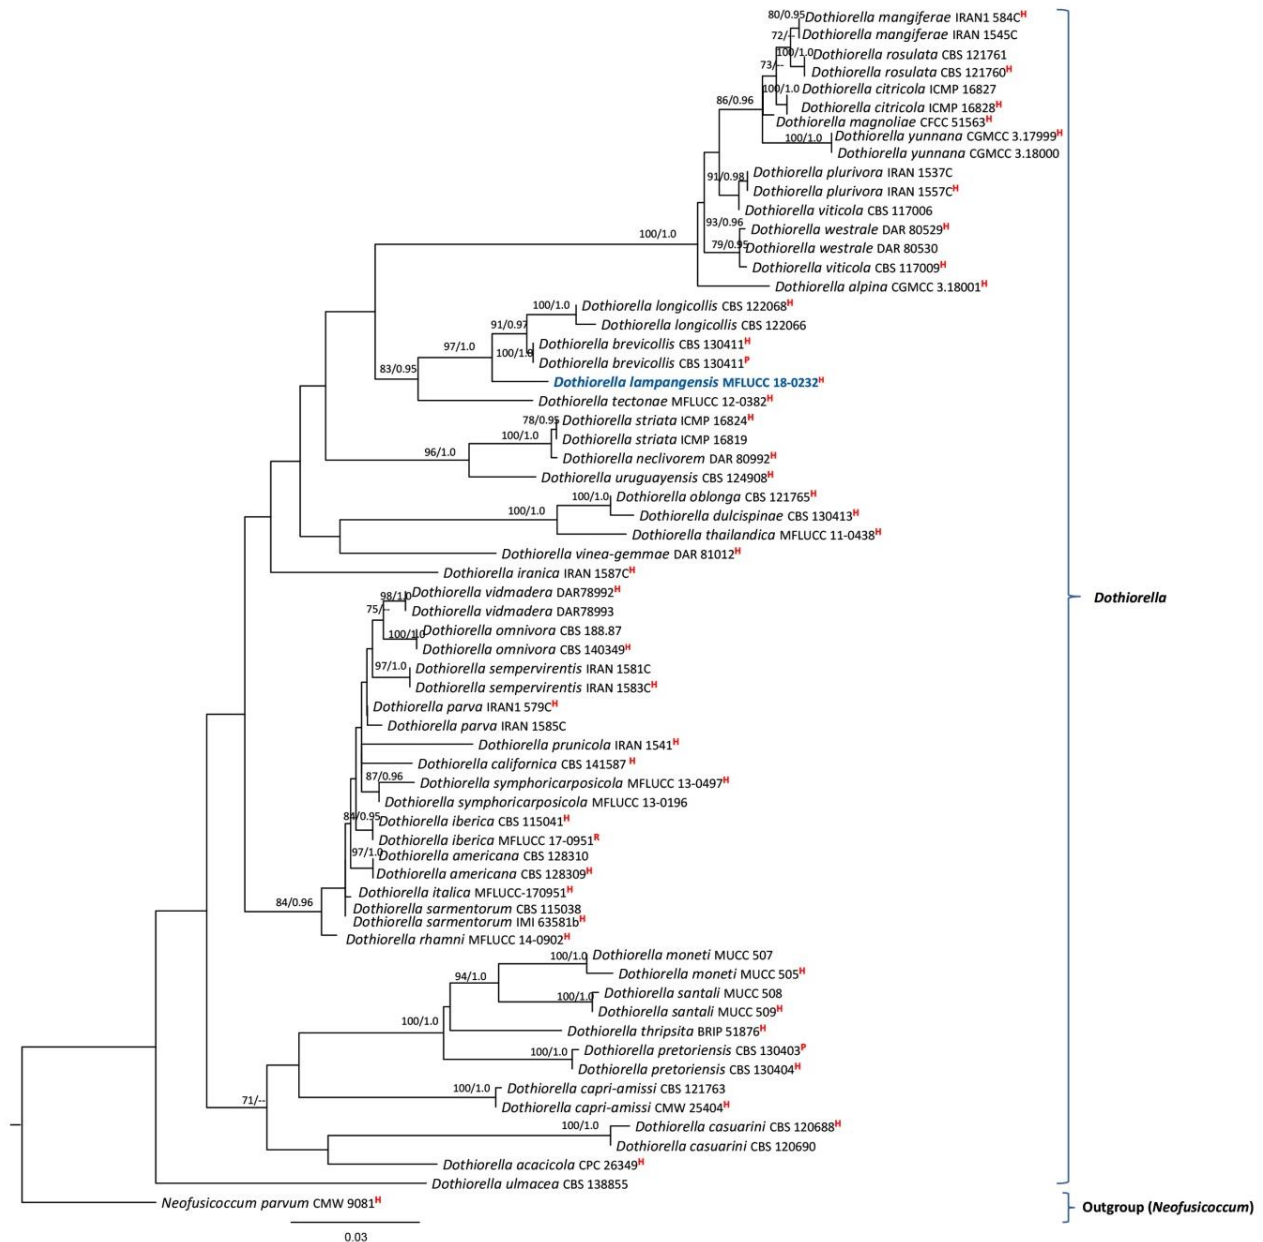 80/0.95 Dothiorella mangiferae IRAN1 584C H
72/-- Dothiorella mangiferae IRAN 1545C
100/1.0 Dothiorella rosulata CBS 121761
73/-- Dothiorella rosulata CBS 121760 H
100/1.0 Dothiorella citricola ICMP 16827
86/0.96 Dothiorella citricola ICMP 16828 H
Dothiorella magnoliae CFCC 51563 H
100/1.0 Dothiorella yunnana CGMCC 3.17999 H
Dothiorella yunnana CGMCC 3.18000
91/0.98 Dothiorella plurivora IRAN 1537C
Dothiorella plurivora IRAN 1557C H
Dothiorella viticola CBS 117006
93/0.96 Dothiorella westrale DAR 80529 H
100/1.0 79/0.95 Dothiorella westrale DAR 80530
Dothiorella viticola CBS 117009 H
Dothiorella alpina CGMCC 3.18001 H
100/1.0 Dothiorella longicollis CBS 122068 H
91/0.97 Dothiorella longicollis CBS 122066
97/1.0 Dothiorella brevicollis CBS 130411 H
100/1.0 Dothiorella brevicollis CBS 130411 P
83/0.95 Dothiorella lampangensis MFLUCC 18-0232 H
Dothiorella tectonae MFLUCC 12-0382 H
78/0.95 Dothiorella striata ICMP 16824 H
100/1.0 Dothiorella striata ICMP 16819
96/1.0 Dothiorella neclivorem DAR 80992 H
Dothiorella uruguayensis CBS 124908 H
100/1.0 Dothiorella oblonga CBS 121765 H
100/1.0 Dothiorella dulcispinae CBS 130413 H
Dothiorella thailandica MFLUCC 11-0438 H
Dothiorella vinea-gemmae DAR 81012 H
Dothiorella iranica IRAN 1587C H
98/1.0 Dothiorella vidmadera DAR78992 H
75/-- Dothiorella vidmadera DAR78993
Dothiorella
100/1.0 Dothiorella omnivora CBS 188.87
Dothiorella omnivora CBS 140349 H
97/1.0 Dothiorella sempervirentis IRAN 1581C
Dothiorella sempervirentis IRAN 1583C H
Dothiorella parva IRAN1 579C H
Dothiorella parva IRAN 1585C
Dothiorella prunicola IRAN 1541 H
Dothiorella californica CBS 141587 H
87/0.96 Dothiorella symphoricarposicola MFLUCC 13-0497 H
Dothiorella symphoricarposicola MFLUCC 13-0196
84/0.95 Dothiorella iberica CBS 115041 H
Dothiorella iberica MFLUCC 17-0951 R
97/1.0 Dothiorella americana CBS 128310
Dothiorella americana CBS 128309 H
Dothiorella italica MFLUCC-170951 H
84/0.96 Dothiorella sarmentorum CBS 115038
Dothiorella sarmentorum IMI 63581b H
Dothiorella rhamni MFLUCC 14-0902 H
100/1.0 Dothiorella moneti MUCC 507
94/1.0 Dothiorella moneti MUCC 505 H
100/1.0 Dothiorella santali MUCC 508
Dothiorella santali MUCC 509 H
100/1.0 Dothiorella thripsita BRIP 51876 H
100/1.0 Dothiorella pretoriensis CBS 130403 P
Dothiorella pretoriensis CBS 130404 H
100/1.0 Dothiorella capri-amissi CBS 121763
71/-- Dothiorella capri-amissi CMW 25404 H
100/1.0 Dothiorella casuarini CBS 120688 H
Dothiorella casuarini CBS 120690
Dothiorella acacicola CPC 26349 H
Dothiorella ulmacea CBS 138855
Neofusicoccum parvum CMW 9081 H
Outgroup (Neofusicoccum)
0.03